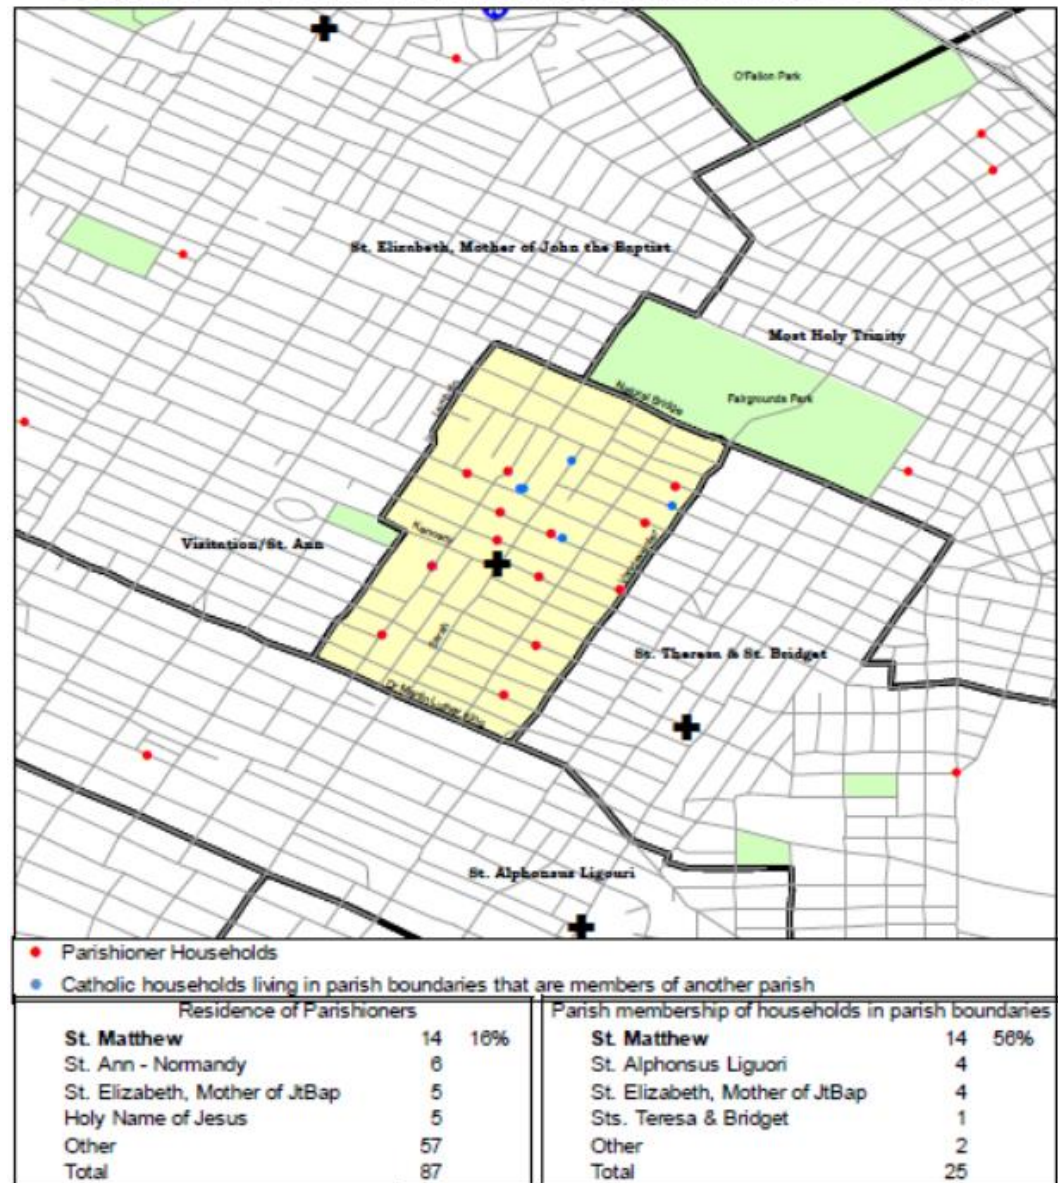 O'Fallon Park
St. Elizabeth, Mother of John the Baptist
Most Holy Trinity
Natural Bridge
Fairgrounds Park
Kennerly
Visitation/St. Ann
Sarah
St. Theresa & St. Bridget
Dr Martin Luther King
St. Alphonsus Ligouri
Parishioner Households
Catholic households living in parish boundaries that are members of another parish
Residence of Parishioners
St. Matthew 14 16%
St. Ann - Normandy 6
St. Elizabeth, Mother of JtBap 5
Holy Name of Jesus 5
Other 57
Total 87
Parish membership of households in parish boundaries
St. Matthew 14 56%
St. Alphonsus Liguori 4
St. Elizabeth, Mother of JtBap 4
Sts. Teresa & Bridget 1
Other 2
Total 25